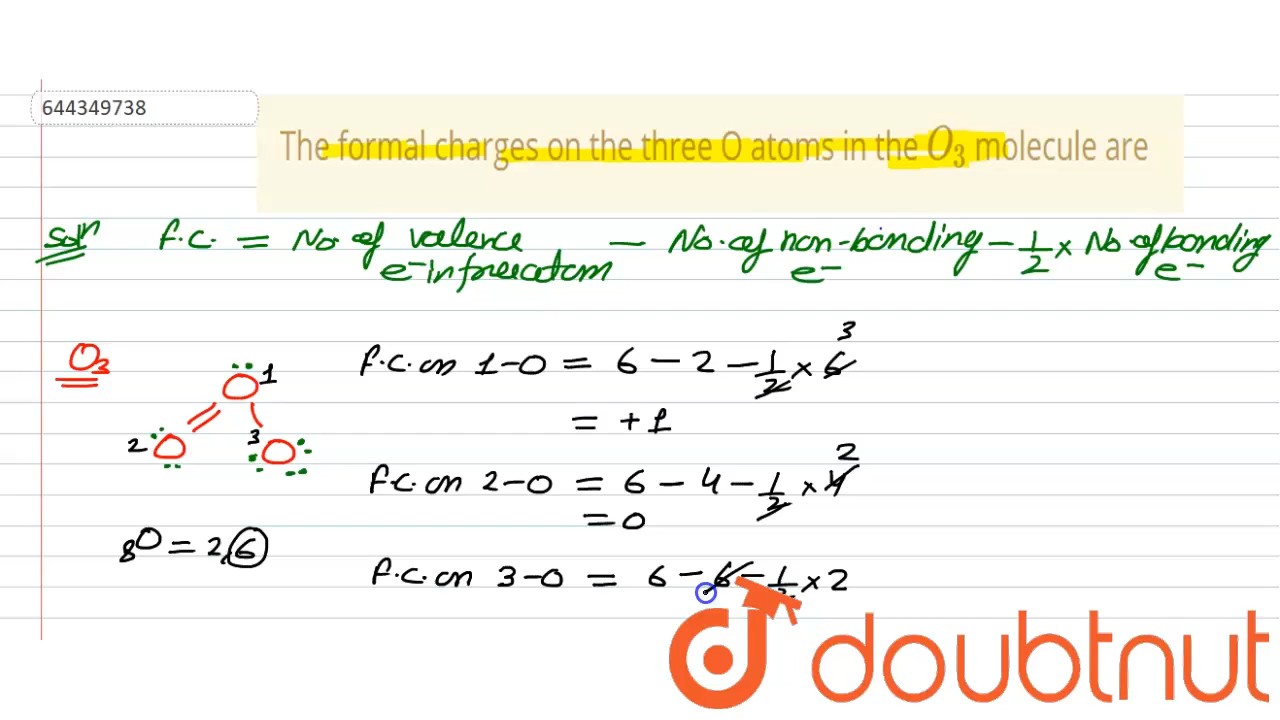 644349738
The formal charges on the three O atoms in the O₃ molecule are
Soln f.c. = No. of valence e⁻ in free atom — No. of non-bonding e⁻ — 1/2 × No of bonding e⁻
O₃
1
2
3
f.c. on 1-O = 6 - 2 - 1/2 × 6 3
= +1
f.c. on 2-O = 6 - 4 - 1/2 × 4 2
= 0
₈O = 2,6
f.c. on 3-O = 6 - 6 - 1/2 × 2
doubtnut